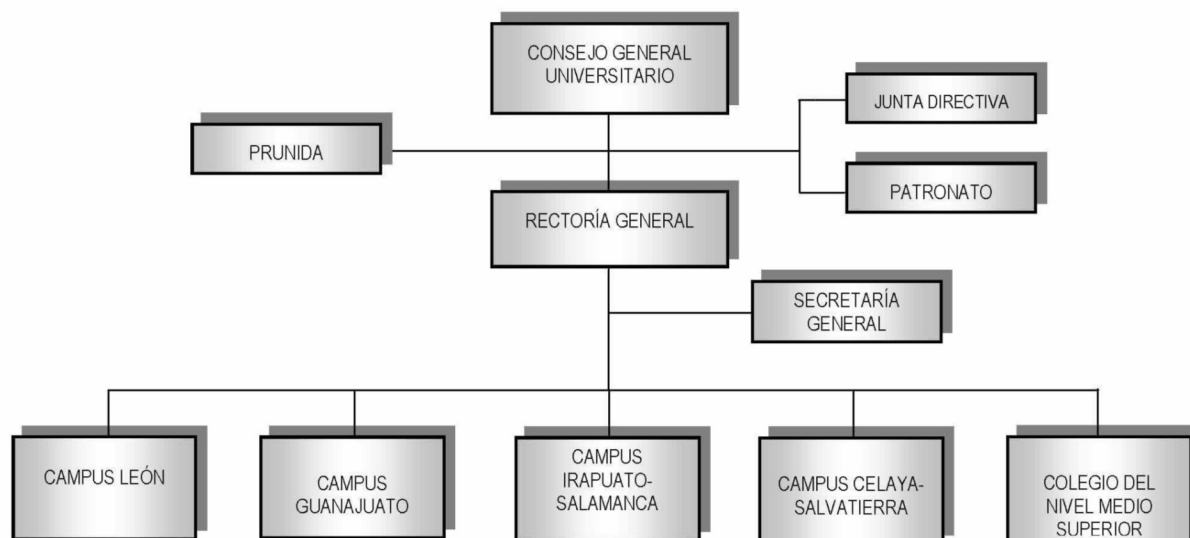 CONSEJO GENERAL
UNIVERSITARIO
JUNTA DIRECTIVA
PRUNIDA
PATRONATO
RECTORÍA GENERAL
SECRETARÍA
GENERAL
CAMPUS LEÓN
CAMPUS
GUANAJUATO
CAMPUS
IRAPUATO-
SALAMANCA
CAMPUS CELAYA-
SALVATIERRA
COLEGIO DEL
NIVEL MEDIO
SUPERIOR